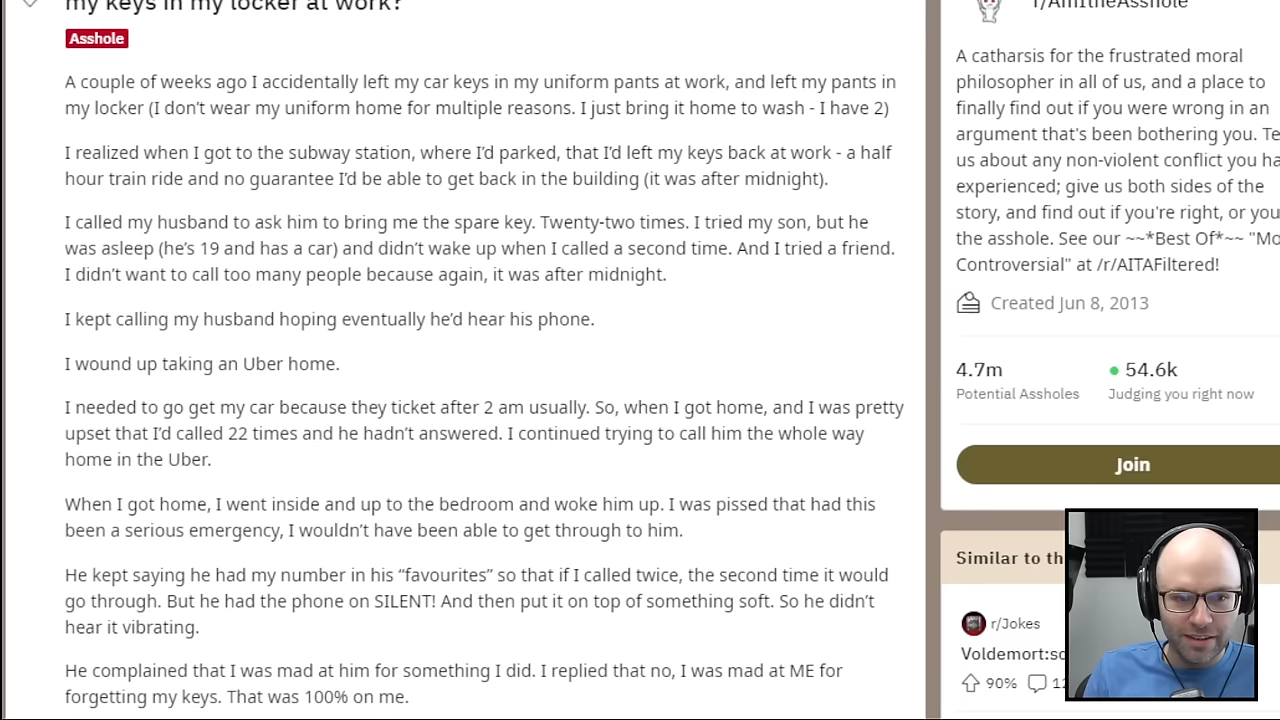 my keys in my locker at work?
Asshole
A couple of weeks ago I accidentally left my car keys in my uniform pants at work, and left my pants in
my locker (I don't wear my uniform home for multiple reasons. I just bring it home to wash - I have 2)
I realized when I got to the subway station, where I'd parked, that I'd left my keys back at work - a half
hour train ride and no guarantee I'd be able to get back in the building (it was after midnight).
I called my husband to ask him to bring me the spare key. Twenty-two times. I tried my son, but he
was asleep (he's 19 and has a car) and didn't wake up when I called a second time. And I tried a friend.
I didn't want to call too many people because again, it was after midnight.
I kept calling my husband hoping eventually he'd hear his phone.
I wound up taking an Uber home.
I needed to go get my car because they ticket after 2 am usually. So, when I got home, and I was pretty
upset that I'd called 22 times and he hadn't answered. I continued trying to call him the whole way
home in the Uber.
When I got home, I went inside and up to the bedroom and woke him up. I was pissed that had this
been a serious emergency, I wouldn't have been able to get through to him.
He kept saying he had my number in his “favourites” so that if I called twice, the second time it would
go through. But he had the phone on SILENT! And then put it on top of something soft. So he didn't
hear it vibrating.
He complained that I was mad at him for something I did. I replied that no, I was mad at ME for
forgetting my keys. That was 100% on me.
r/AmItheAsshole
A catharsis for the frustrated moral
philosopher in all of us, and a place to
finally find out if you were wrong in an
argument that's been bothering you. Te
us about any non-violent conflict you ha
experienced; give us both sides of the
story, and find out if you're right, or you
the asshole. See our ~~*Best Of*~~ "Mo
Controversial" at /r/AITAFiltered!
Created Jun 8, 2013
4.7m 54.6k
Potential Assholes Judging you right now
Join
Similar to th
r/Jokes
Voldemort:so
90% 12